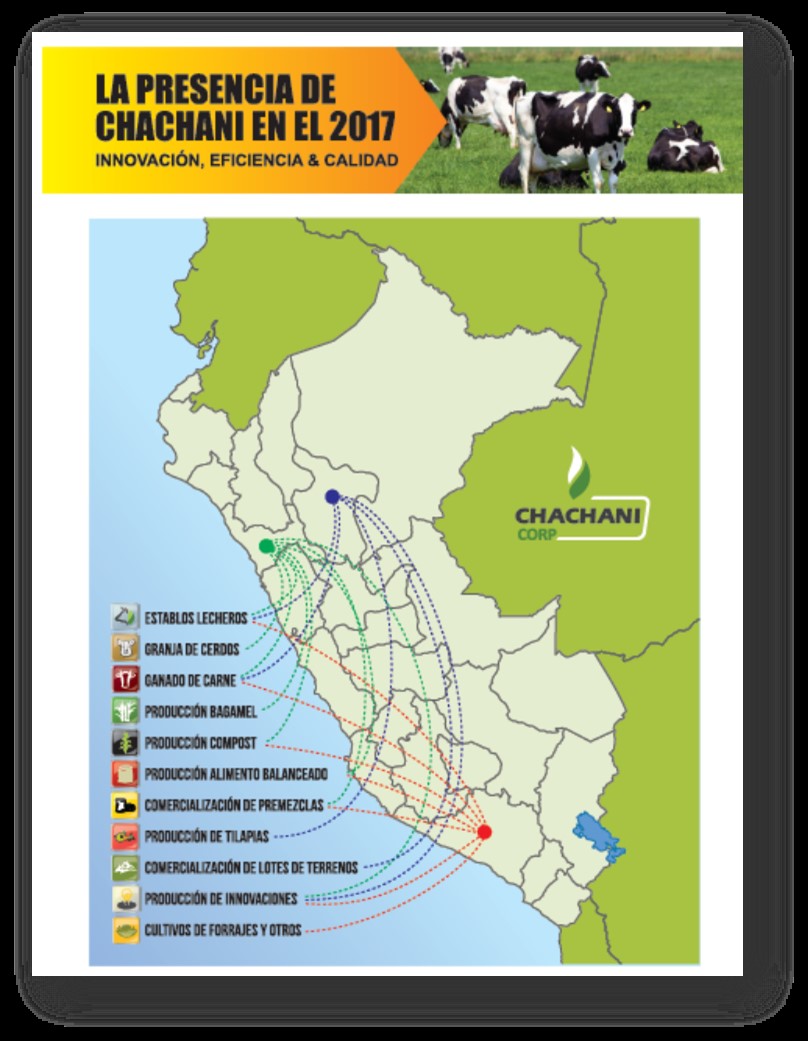 LA PRESENCIA DE
CHACHANI EN EL 2017
INNOVACIÓN, EFICIENCIA & CALIDAD
CHACHANI
CORP
ESTABLOS LECHEROS
GRANJA DE CERDOS
GANADO DE CARNE
PRODUCCIÓN BAGAMEL
PRODUCCIÓN COMPOST
PRODUCCIÓN ALIMENTO BALANCEADO
COMERCIALIZACIÓN DE PREMEZCLAS
PRODUCCIÓN DE TILAPIAS
COMERCIALIZACIÓN DE LOTES DE TERRENOS
PRODUCCIÓN DE INNOVACIONES
CULTIVOS DE FORRAJES Y OTROS